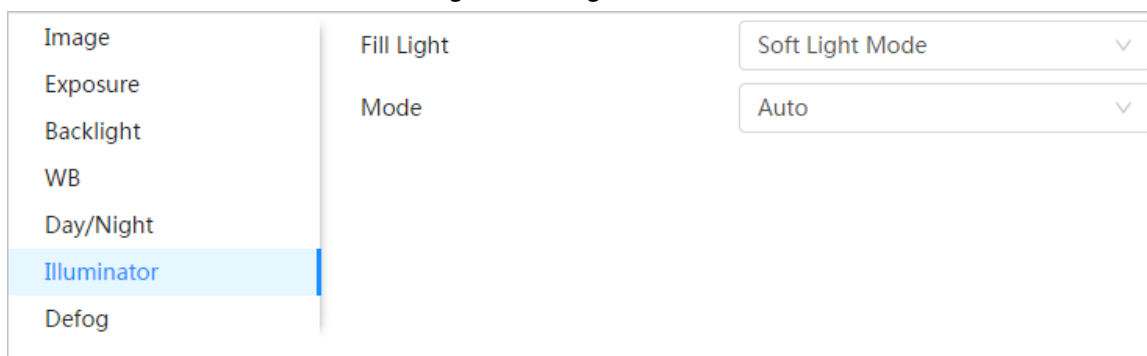 Image
Exposure
Backlight
WB
Day/Night
Illuminator
Defog
Fill Light
Soft Light Mode
Mode
Auto